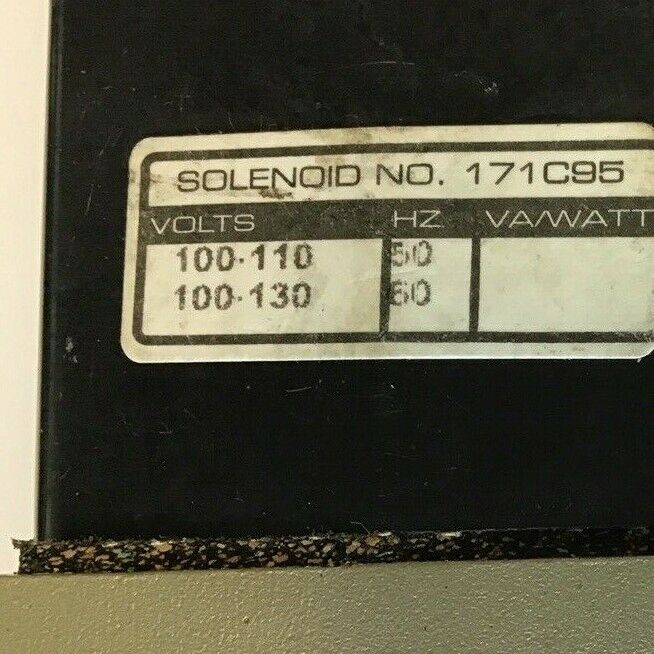 SOLENOID NO. 171C95
VOLTS HZ VA/WATT
100-110 50
100-130 60